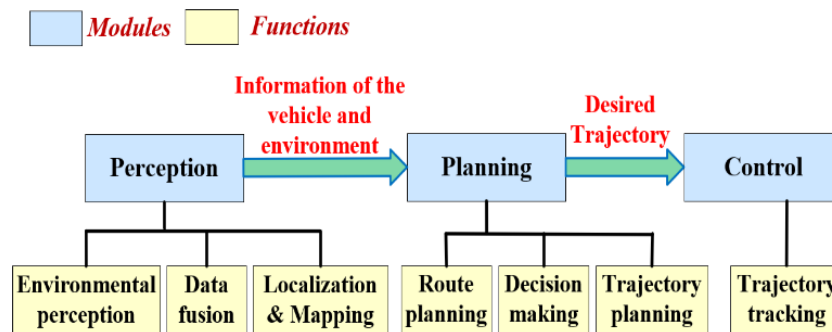 Modules
Functions
Information of the
vehicle and
environment
Desired
Trajectory
Perception
Planning
Control
Environmental
perception
Data
fusion
Localization
& Mapping
Route
planning
Decision
making
Trajectory
planning
Trajectory
tracking